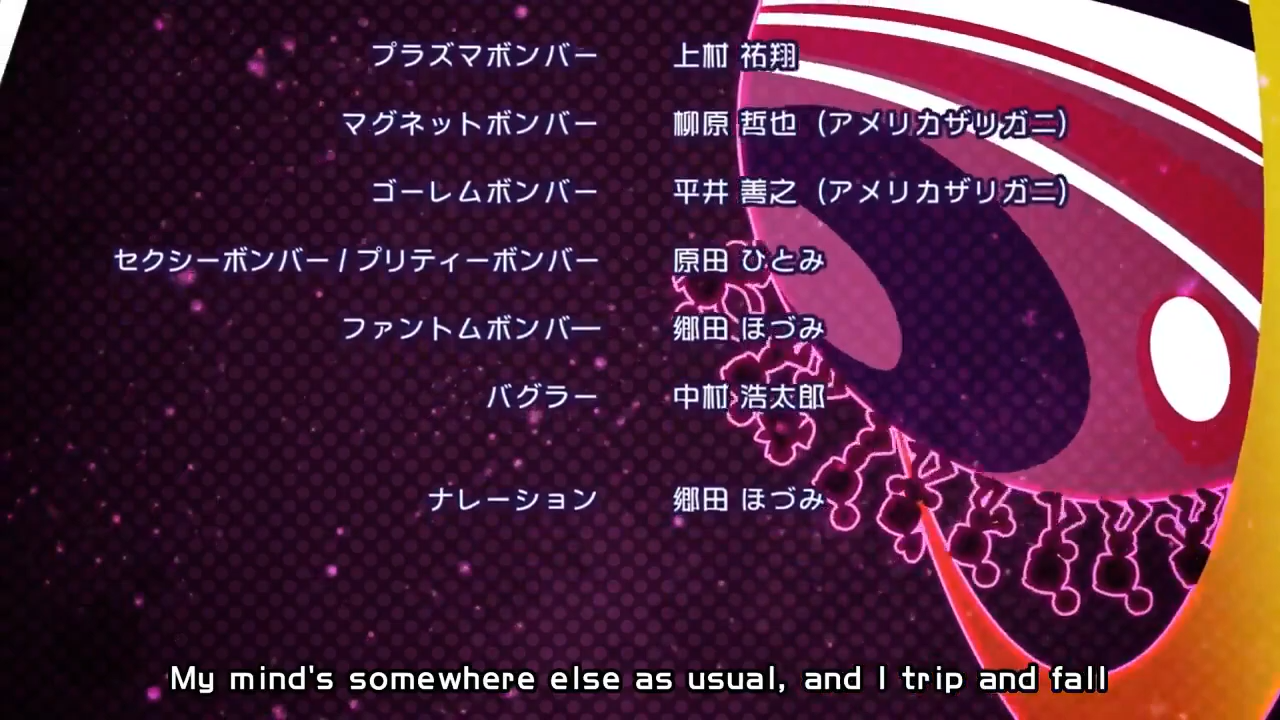 プラズマボンバー 上村 祐翔
マグネットボンバー 柳原 哲也（アメリカザリガニ）
ゴーレムボンバー 平井 善之（アメリカザリガニ）
セクシーボンバー / プリティーボンバー 原田 ひとみ
ファントムボンバー 郷田 ほづみ
バグラー 中村 浩太郎
ナレーション 郷田 ほづみ
My mind's somewhere else as usual, and I trip and fall